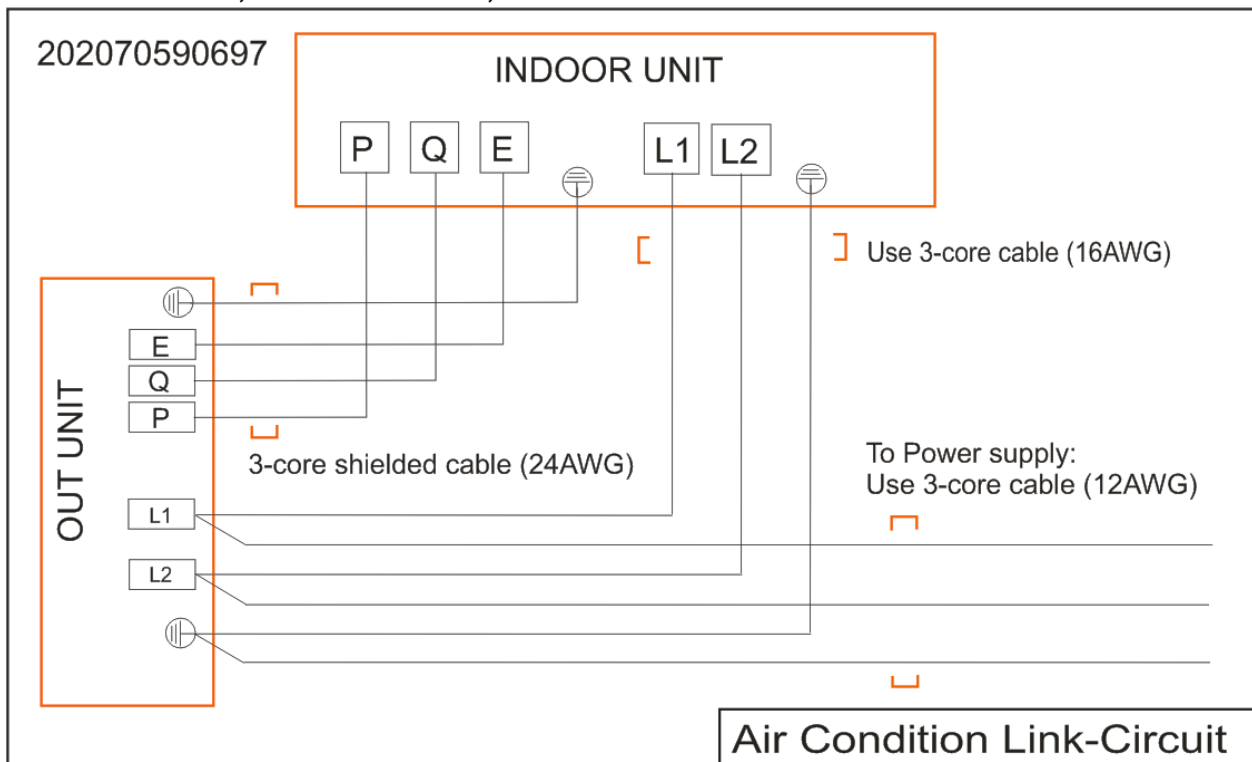 202070590697
INDOOR UNIT
P Q E L1 L2
Use 3-core cable (16AWG)
OUT UNIT
E
Q
P
3-core shielded cable (24AWG)
To Power supply:
Use 3-core cable (12AWG)
L1
L2
Air Condition Link-Circuit